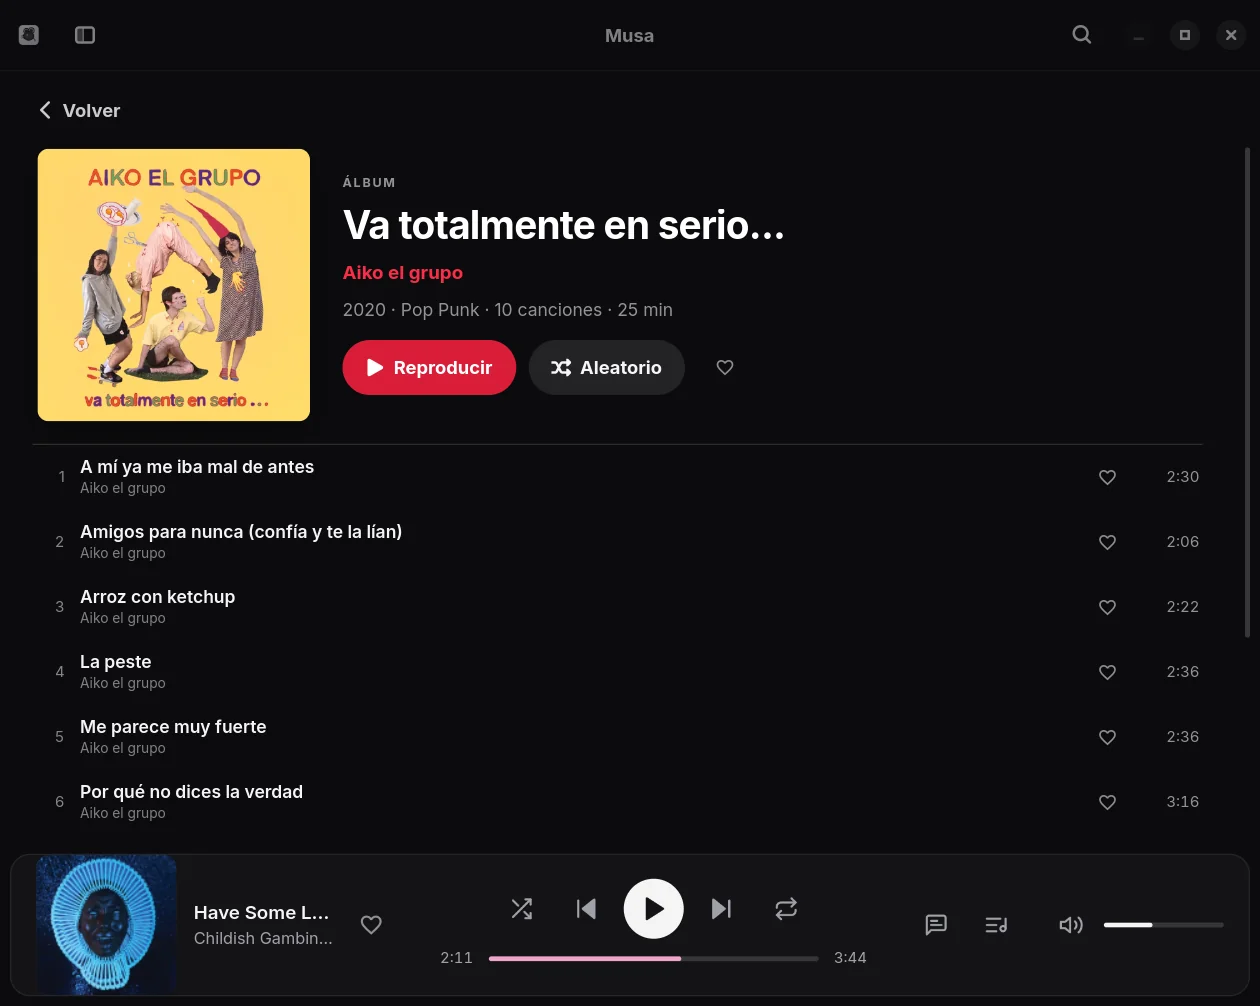 Musa
Volver
AIKO EL GRUPO
va totalmente en serio ...
ÁLBUM
Va totalmente en serio...
Aiko el grupo
2020 · Pop Punk · 10 canciones · 25 min
Reproducir
Aleatorio
1 A mí ya me iba mal de antes 2:30
Aiko el grupo
2 Amigos para nunca (confía y te la lían) 2:06
Aiko el grupo
3 Arroz con ketchup 2:22
Aiko el grupo
4 La peste 2:36
Aiko el grupo
5 Me parece muy fuerte 2:36
Aiko el grupo
6 Por qué no dices la verdad 3:16
Aiko el grupo
Have Some L...
Childish Gambin...
2:11 3:44